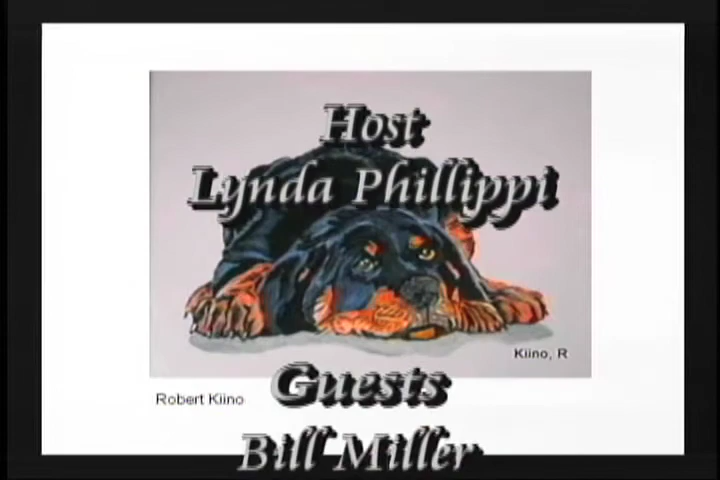 Host
Lynda Phillippi
Kiino, R
Guests
Robert Kiino
Bill Miller